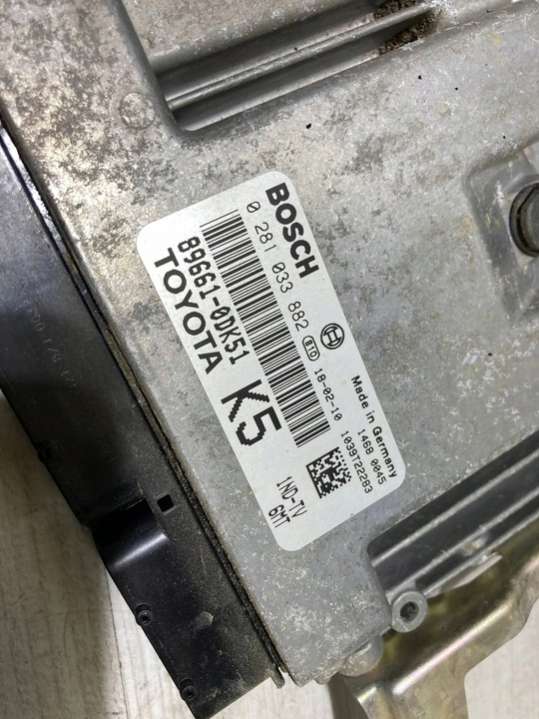 BOSCH
0 281 033 882
18-02-10
89661-0DK51
TOYOTA
K5
Made in Germany
1468 0045
1039T22283
1ND-TV
6MT